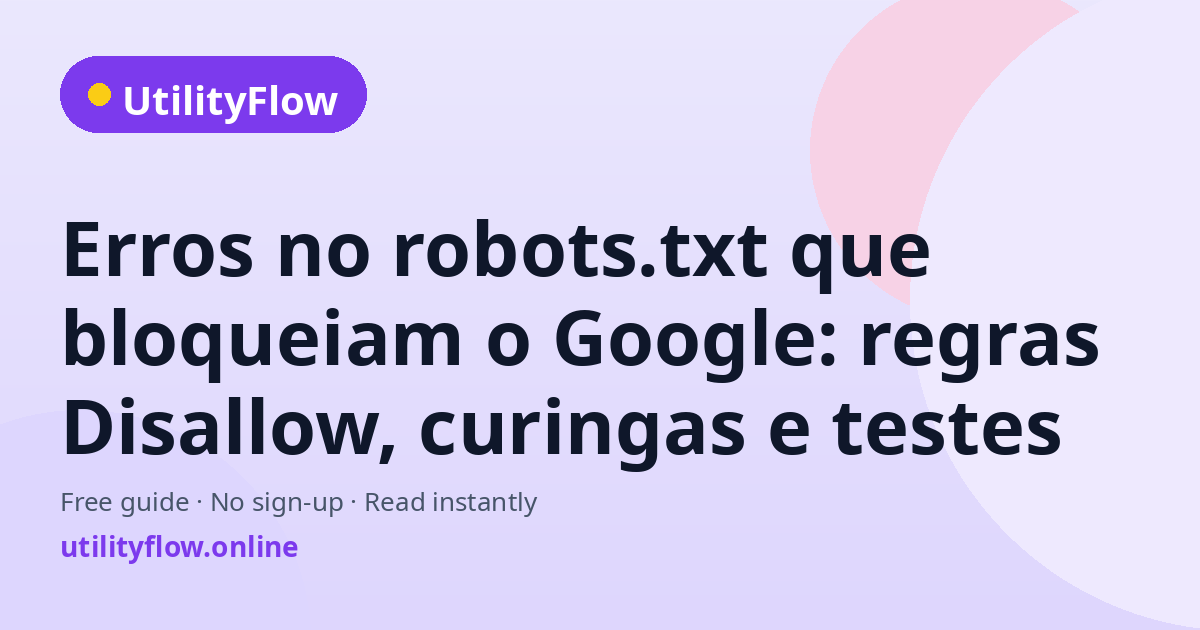 UtilityFlow
Erros no robots.txt que
bloqueiam o Google: regras
Disallow, curingas e testes
Free guide · No sign-up · Read instantly
utilityflow.online